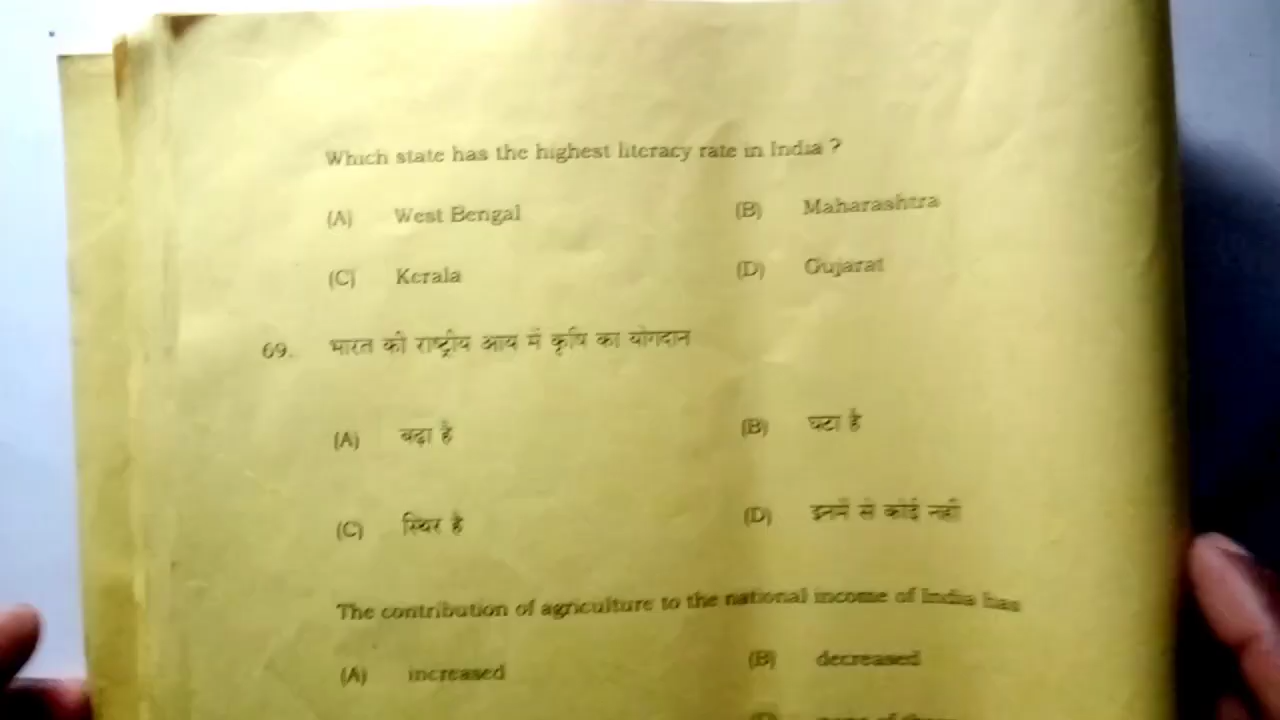 Which state has the highest literacy rate in India ?
(A) West Bengal (B) Maharashtra
(C) Kerala (D) Gujarat
69. भारत की राष्ट्रीय आय में कृषि का योगदान
(A) बढ़ा है (B) घटा है
(C) स्थिर है (D) इनमें से कोई नहीं
The contribution of agriculture to the national income of India has
(A) increased (B) decreased